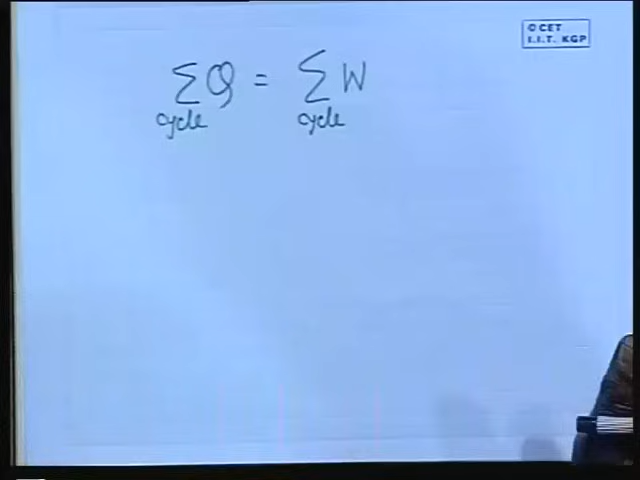 © CET
I.I.T. KGP
Σ Q = Σ W
cycle cycle